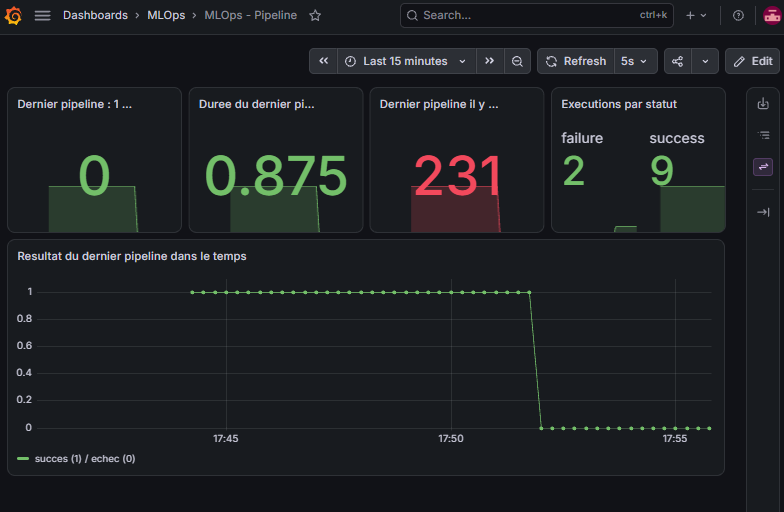 Dashboards › MLOps › MLOps - Pipeline
Search... ctrl+k
Last 15 minutes Refresh 5s Edit
Dernier pipeline : 1 ...
0
Duree du dernier pi...
0.875
Dernier pipeline il y ...
231
Executions par statut
failure success
2 9
Resultat du dernier pipeline dans le temps
1
0.8
0.6
0.4
0.2
0
17:45 17:50 17:55
succes (1) / echec (0)